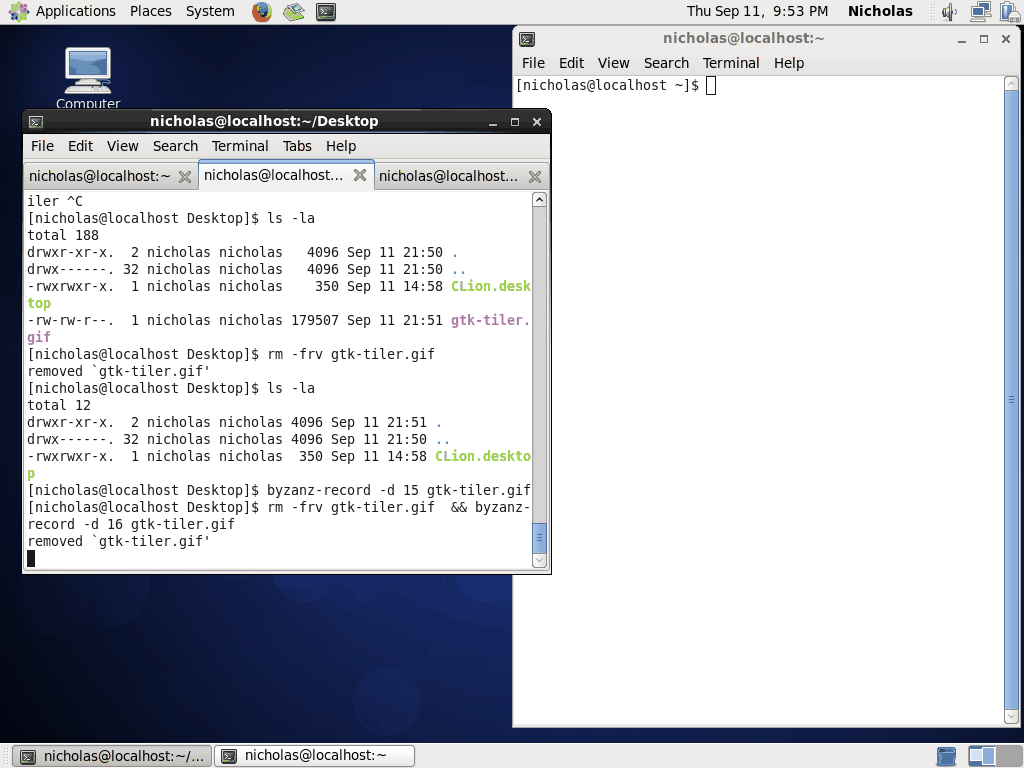 Applications Places System Thu Sep 11, 9:53 PM Nicholas
Computer
nicholas@localhost:~
File Edit View Search Terminal Help
[nicholas@localhost ~]$
nicholas@localhost:~/Desktop
File Edit View Search Terminal Tabs Help
nicholas@localhost:~ nicholas@localhost... nicholas@localhost...
iler ^C
[nicholas@localhost Desktop]$ ls -la
total 188
drwxr-xr-x.  2 nicholas nicholas   4096 Sep 11 21:50 .
drwx------. 32 nicholas nicholas   4096 Sep 11 21:50 ..
-rwxrwxr-x.  1 nicholas nicholas    350 Sep 11 14:58 CLion.desk
top
-rw-rw-r--.  1 nicholas nicholas 179507 Sep 11 21:51 gtk-tiler.
gif
[nicholas@localhost Desktop]$ rm -frv gtk-tiler.gif
removed `gtk-tiler.gif'
[nicholas@localhost Desktop]$ ls -la
total 12
drwxr-xr-x.  2 nicholas nicholas 4096 Sep 11 21:51 .
drwx------. 32 nicholas nicholas 4096 Sep 11 21:50 ..
-rwxrwxr-x.  1 nicholas nicholas  350 Sep 11 14:58 CLion.deskto
p
[nicholas@localhost Desktop]$ byzanz-record -d 15 gtk-tiler.gif
[nicholas@localhost Desktop]$ rm -frv gtk-tiler.gif  && byzanz-
record -d 16 gtk-tiler.gif
removed `gtk-tiler.gif'
nicholas@localhost:~/... nicholas@localhost:~